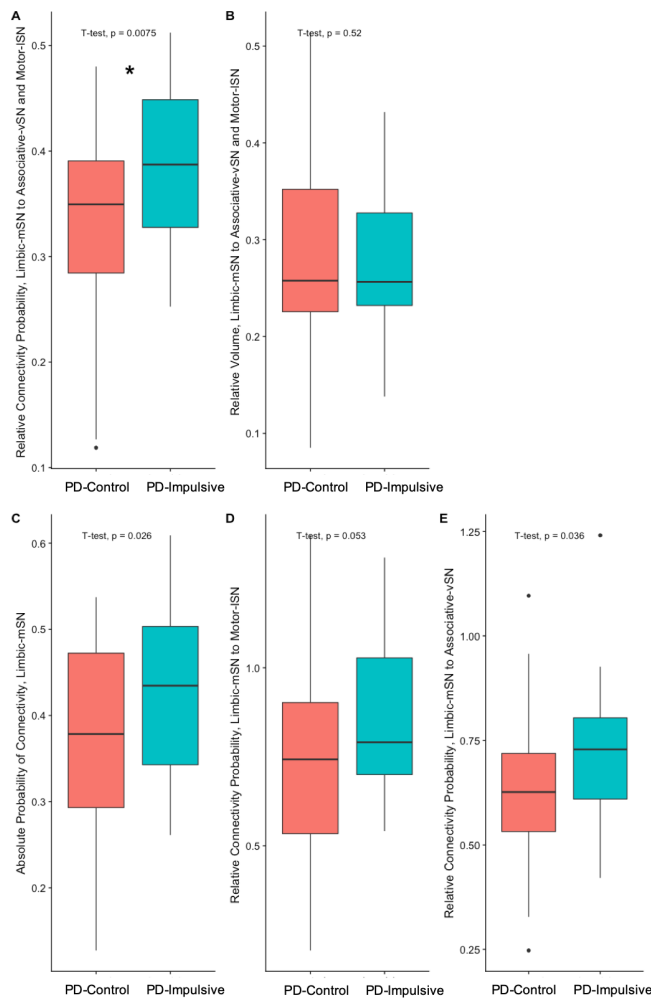 A
T-test, p = 0.0075
*
Relative Connectivity Probability, Limbic-mSN to Associative-vSN and Motor-lSN
0.5
0.4
0.3
0.2
0.1
PD-Control PD-Impulsive
B
T-test, p = 0.52
Relative Volume, Limbic-mSN to Associative-vSN and Motor-lSN
0.5
0.4
0.3
0.2
0.1
PD-Control PD-Impulsive
C
T-test, p = 0.026
Absolute Probability of Connectivity, Limbic-mSN
0.6
0.5
0.4
0.3
0.2
PD-Control PD-Impulsive
D
T-test, p = 0.053
Relative Connectivity Probability, Limbic-mSN to Motor-lSN
1.0
0.5
PD-Control PD-Impulsive
E
T-test, p = 0.036
Relative Connectivity Probability, Limbic-mSN to Associative-vSN
1.25
1.00
0.75
0.50
0.25
PD-Control PD-Impulsive